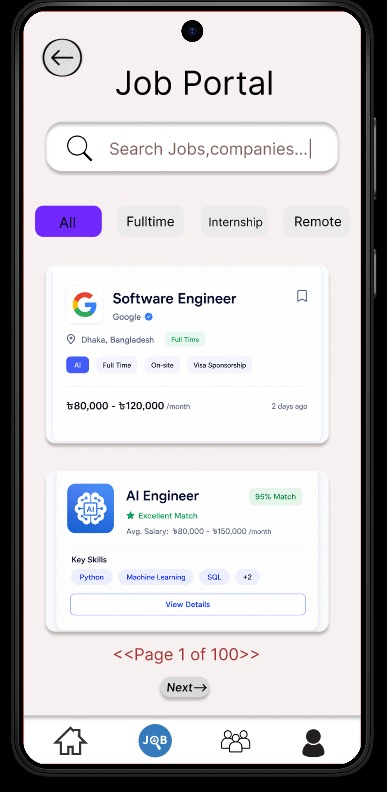 Job Portal
Search Jobs,companies...|
All Fulltime Internship Remote
Software Engineer
Google
Dhaka, Bangladesh Full Time
AI Full Time On-site Visa Sponsorship
৳80,000 - ৳120,000 /month 2 days ago
AI
AI Engineer 95% Match
Excellent Match
Avg. Salary: ৳80,000 - ৳150,000 /month
Key Skills
Python Machine Learning SQL +2
View Details
<<Page 1 of 100>>
Next→
JOB